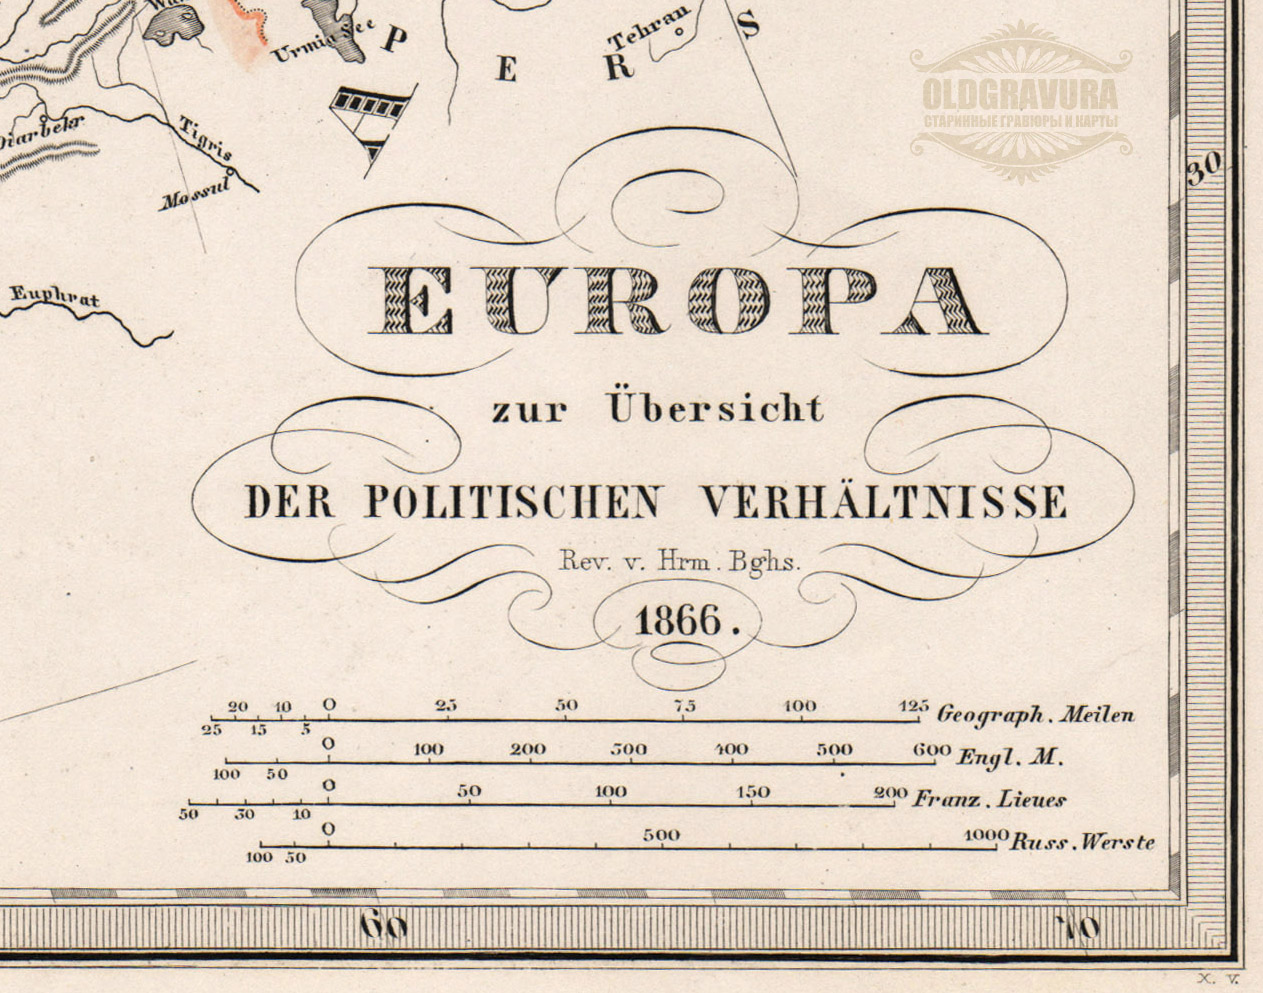 Wan
Urmia See
P
E
R
S
Tehran
Diarbekr
Tigris
Mossul
Euphrat
OLDGRAVURA
СТАРИННЫЕ ГРАВЮРЫ И КАРТЫ
30
EUROPA
zur Übersicht
DER POLITISCHEN VERHÄLTNISSE
Rev. v. Hrm. Bghs.
1866.
20 10 0 25 50 75 100 125 Geograph. Meilen
25 15 5
0 100 200 300 400 500 600 Engl. M.
100 50
0 50 100 150 200 Franz. Lieues
50 30 10
0 500 1000 Russ. Werste
100 50
60
70
X. V.